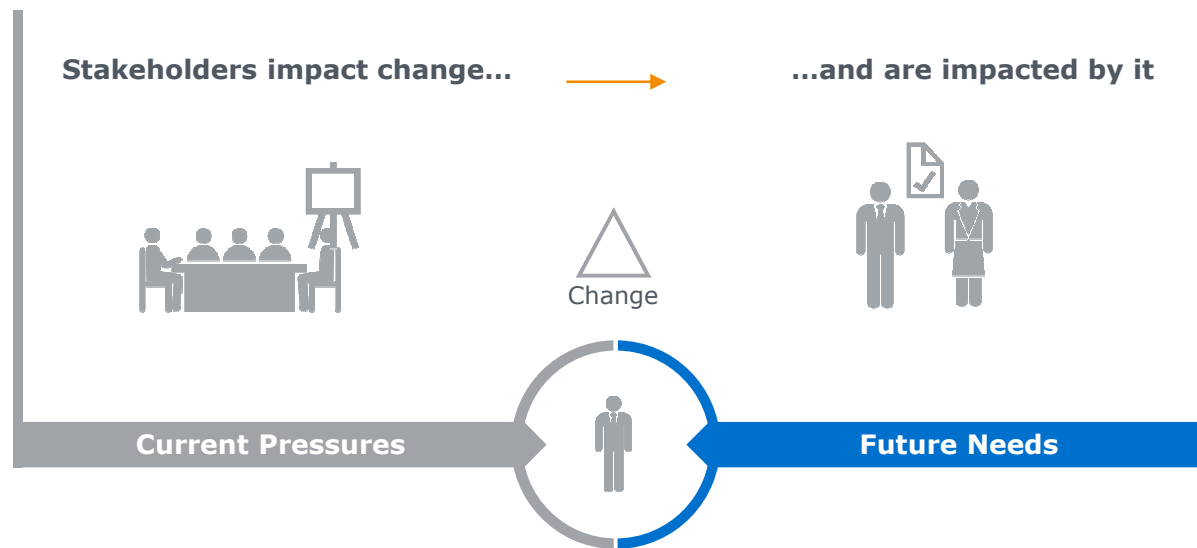 Stakeholders impact change...
...and are impacted by it
Change
Current Pressures
Future Needs